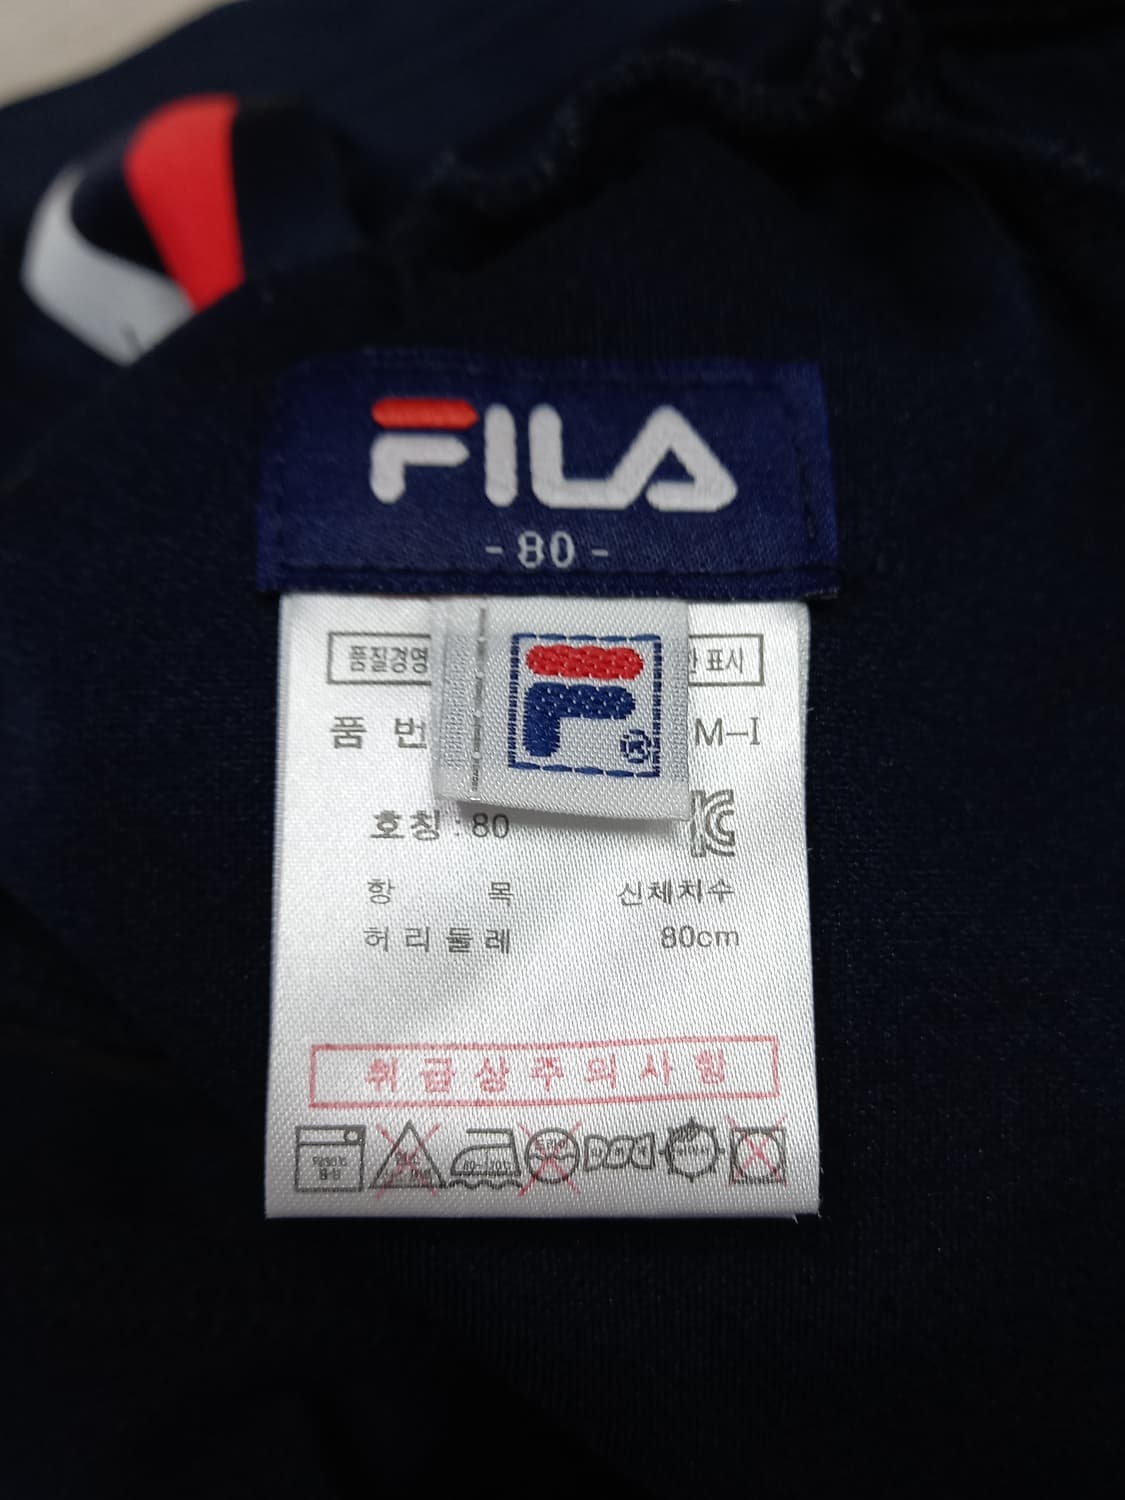 FILA
- 80 -
품질경영 표시
품 번 M-I
호칭 : 80
항 목 신체치수
허리둘레 80cm
취급상주의사항